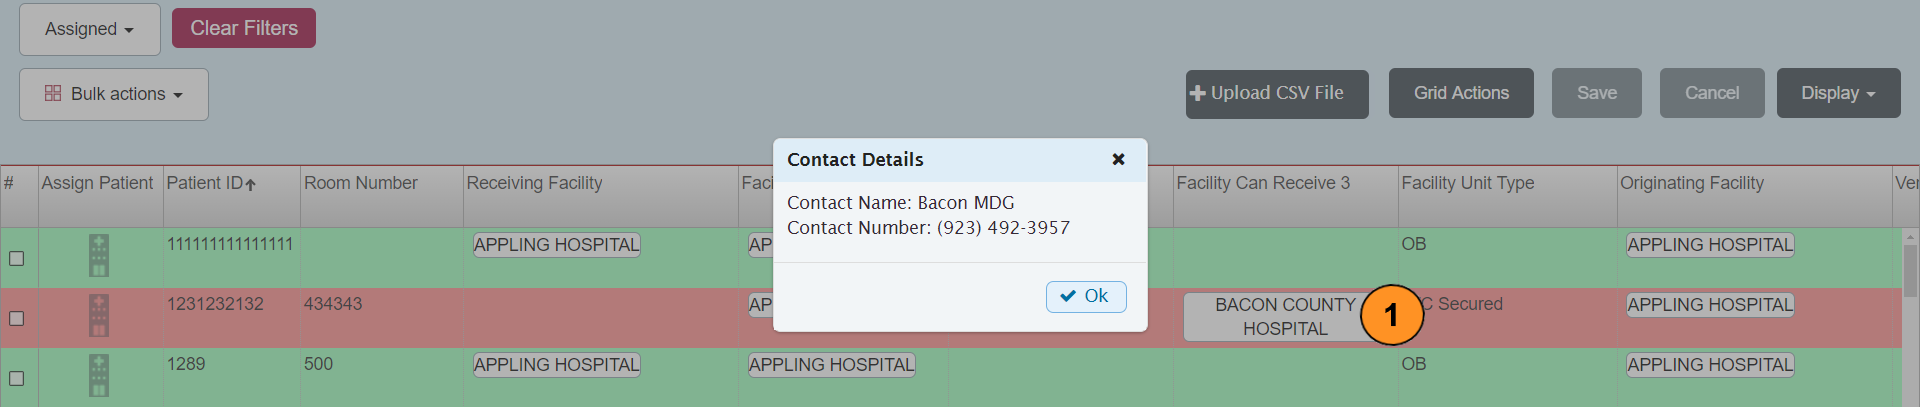 Assigned
Clear Filters
Bulk actions
Upload CSV File
Grid Actions
Save
Cancel
Display
Contact Details
Contact Name: Bacon MDG
Contact Number: (923) 492-3957
Ok
# Assign Patient Patient ID Room Number Receiving Facility Faci Facility Can Receive 3 Facility Unit Type Originating Facility Ver
111111111111111 APPLING HOSPITAL AP OB APPLING HOSPITAL
1231232132 434343 AP BACON COUNTY 1 C Secured APPLING HOSPITAL
HOSPITAL
1289 500 APPLING HOSPITAL APPLING HOSPITAL OB APPLING HOSPITAL